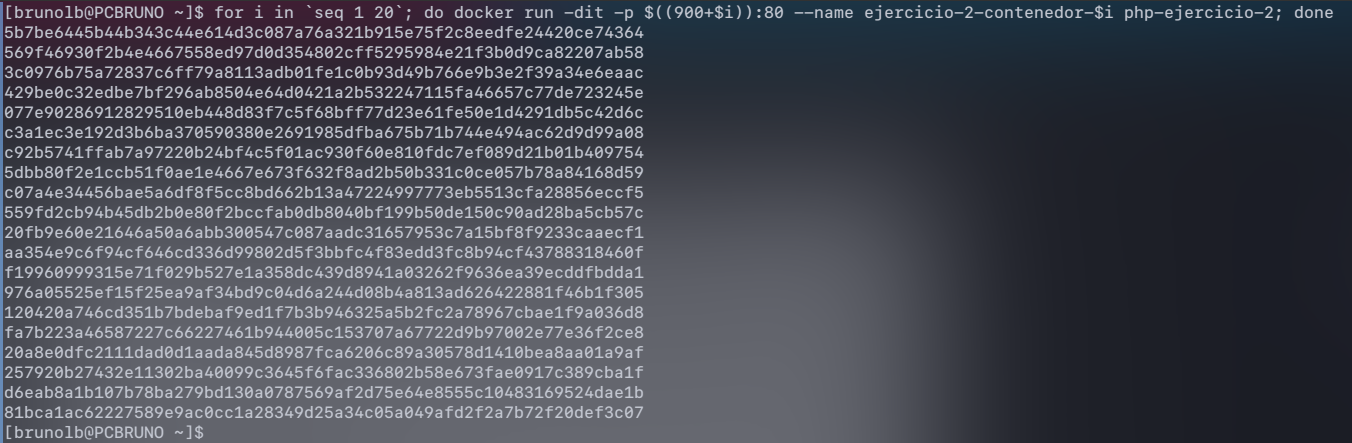 [brunolb@PCBRUNO ~]$ for i in `seq 1 20`; do docker run -dit -p $((900+$i)):80 --name ejercicio-2-contenedor-$i php-ejercicio-2; done
5b7be6445b44b343c44e614d3c087a76a321b915e75f2c8eedfe24420ce74364
569f46930f2b4e4667558ed97d0d354802cff5295984e21f3b0d9ca82207ab58
3c0976b75a72837c6ff79a8113adb01fe1c0b93d49b766e9b3e2f39a34e6eaac
429be0c32edbe7bf296ab8504e64d0421a2b532247115fa46657c77de723245e
077e90286912829510eb448d83f7c5f68bff77d23e61fe50e1d4291db5c42d6c
c3a1ec3e192d3b6ba370590380e2691985dfba675b71b744e494ac62d9d99a08
c92b5741ffab7a97220b24bf4c5f01ac930f60e810fdc7ef089d21b01b409754
5dbb80f2e1ccb51f0ae1e4667e673f632f8ad2b50b331c0ce057b78a84168d59
c07a4e34456bae5a6df8f5cc8bd662b13a47224997773eb5513cfa28856eccf5
559fd2cb94b45db2b0e80f2bccfab0db8040bf199b50de150c90ad28ba5cb57c
20fb9e60e21646a50a6abb300547c087aadc31657953c7a15bf8f9233caaecf1
aa354e9c6f94cf646cd336d99802d5f3bbfc4f83edd3fc8b94cf43788318460f
f19960999315e71f029b527e1a358dc439d8941a03262f9636ea39ecddfbdda1
976a05525ef15f25ea9af34bd9c04d6a244d08b4a813ad626422881f46b1f305
120420a746cd351b7bdebaf9ed1f7b3b946325a5b2fc2a78967cbae1f9a036d8
fa7b223a46587227c66227461b944005c153707a67722d9b97002e77e36f2ce8
20a8e0dfc2111dad0d1aada845d8987fca6206c89a30578d1410bea8aa01a9af
257920b27432e11302ba40099c3645f6fac336802b58e673fae0917c389cba1f
d6eab8a1b107b78ba279bd130a0787569af2d75e64e8555c10483169524dae1b
81bca1ac62227589e9ac0cc1a28349d25a34c05a049afd2f2a7b72f20def3c07
[brunolb@PCBRUNO ~]$